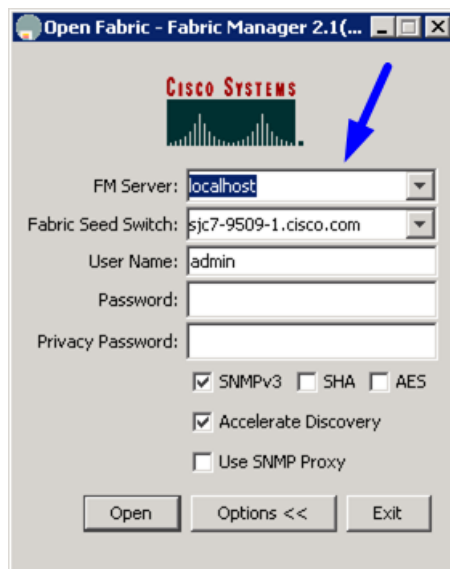 Open Fabric - Fabric Manager 2.1(...
CISCO SYSTEMS
FM Server: localhost
Fabric Seed Switch: sjc7-9509-1.cisco.com
User Name: admin
Password:
Privacy Password:
SNMPv3 SHA AES
Accelerate Discovery
Use SNMP Proxy
Open Options << Exit